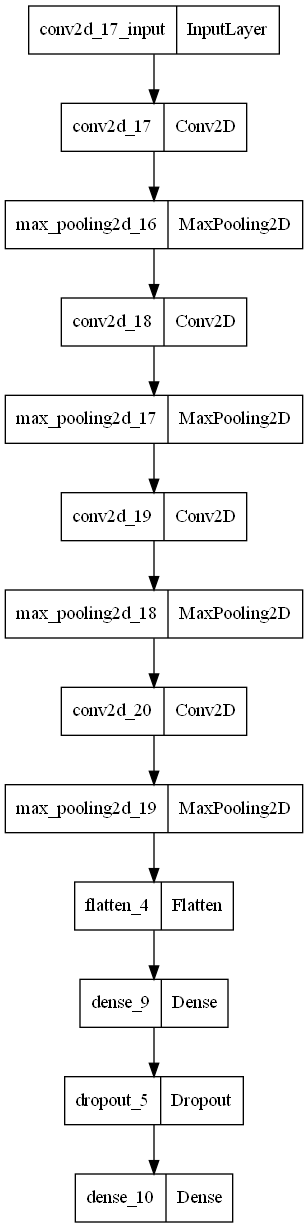 conv2d_17_input InputLayer
conv2d_17 Conv2D
max_pooling2d_16 MaxPooling2D
conv2d_18 Conv2D
max_pooling2d_17 MaxPooling2D
conv2d_19 Conv2D
max_pooling2d_18 MaxPooling2D
conv2d_20 Conv2D
max_pooling2d_19 MaxPooling2D
flatten_4 Flatten
dense_9 Dense
dropout_5 Dropout
dense_10 Dense